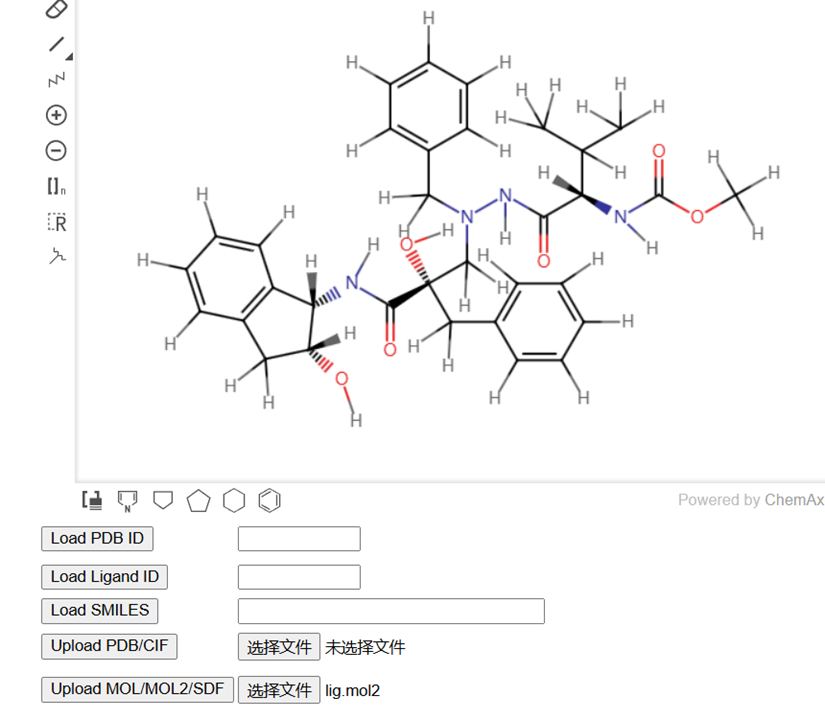 H
H
H
H
H
H
H
H
H
H
H
H
O
H
H
H
H
H
N
N
N
O
H
H
H
O
H
H
O
H
H
H
H
H
H
N
H
H
H
H
H
O
H
H
H
H
O
H
H
H
H
H
[]n
R
N
Powered by ChemAx
Load PDB ID
Load Ligand ID
Load SMILES
Upload PDB/CIF 选择文件 未选择文件
Upload MOL/MOL2/SDF 选择文件 lig.mol2